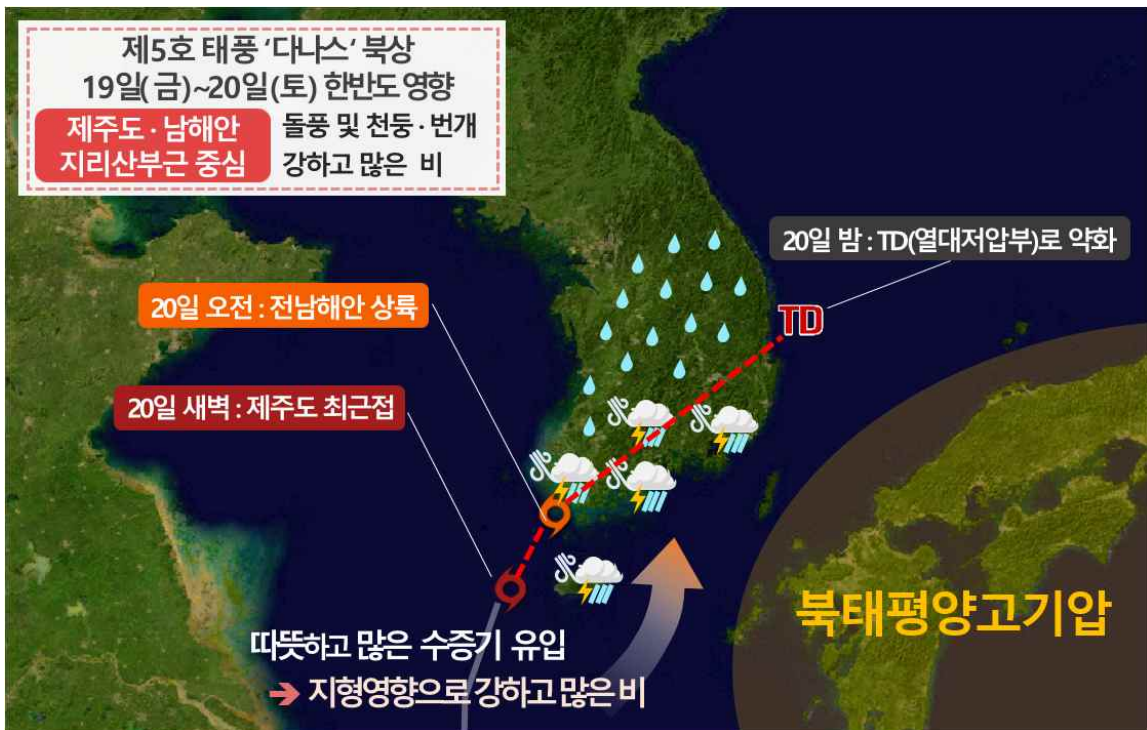 제5호 태풍 '다나스' 북상
19일(금)~20일(토) 한반도 영향
제주도·남해안
지리산부근 중심
돌풍 및 천둥·번개
강하고 많은 비
20일 밤 : TD(열대저압부)로 약화
20일 오전 : 전남해안 상륙
TD
20일 새벽 : 제주도 최근접
북태평양고기압
따뜻하고 많은 수증기 유입
➔ 지형영향으로 강하고 많은 비